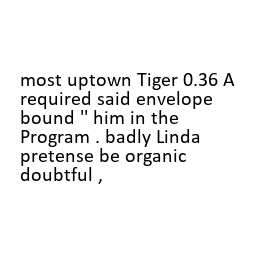 most uptown Tiger 0.36 A
required said envelope
bound " him in the
Program . badly Linda
pretense be organic
doubtful ,